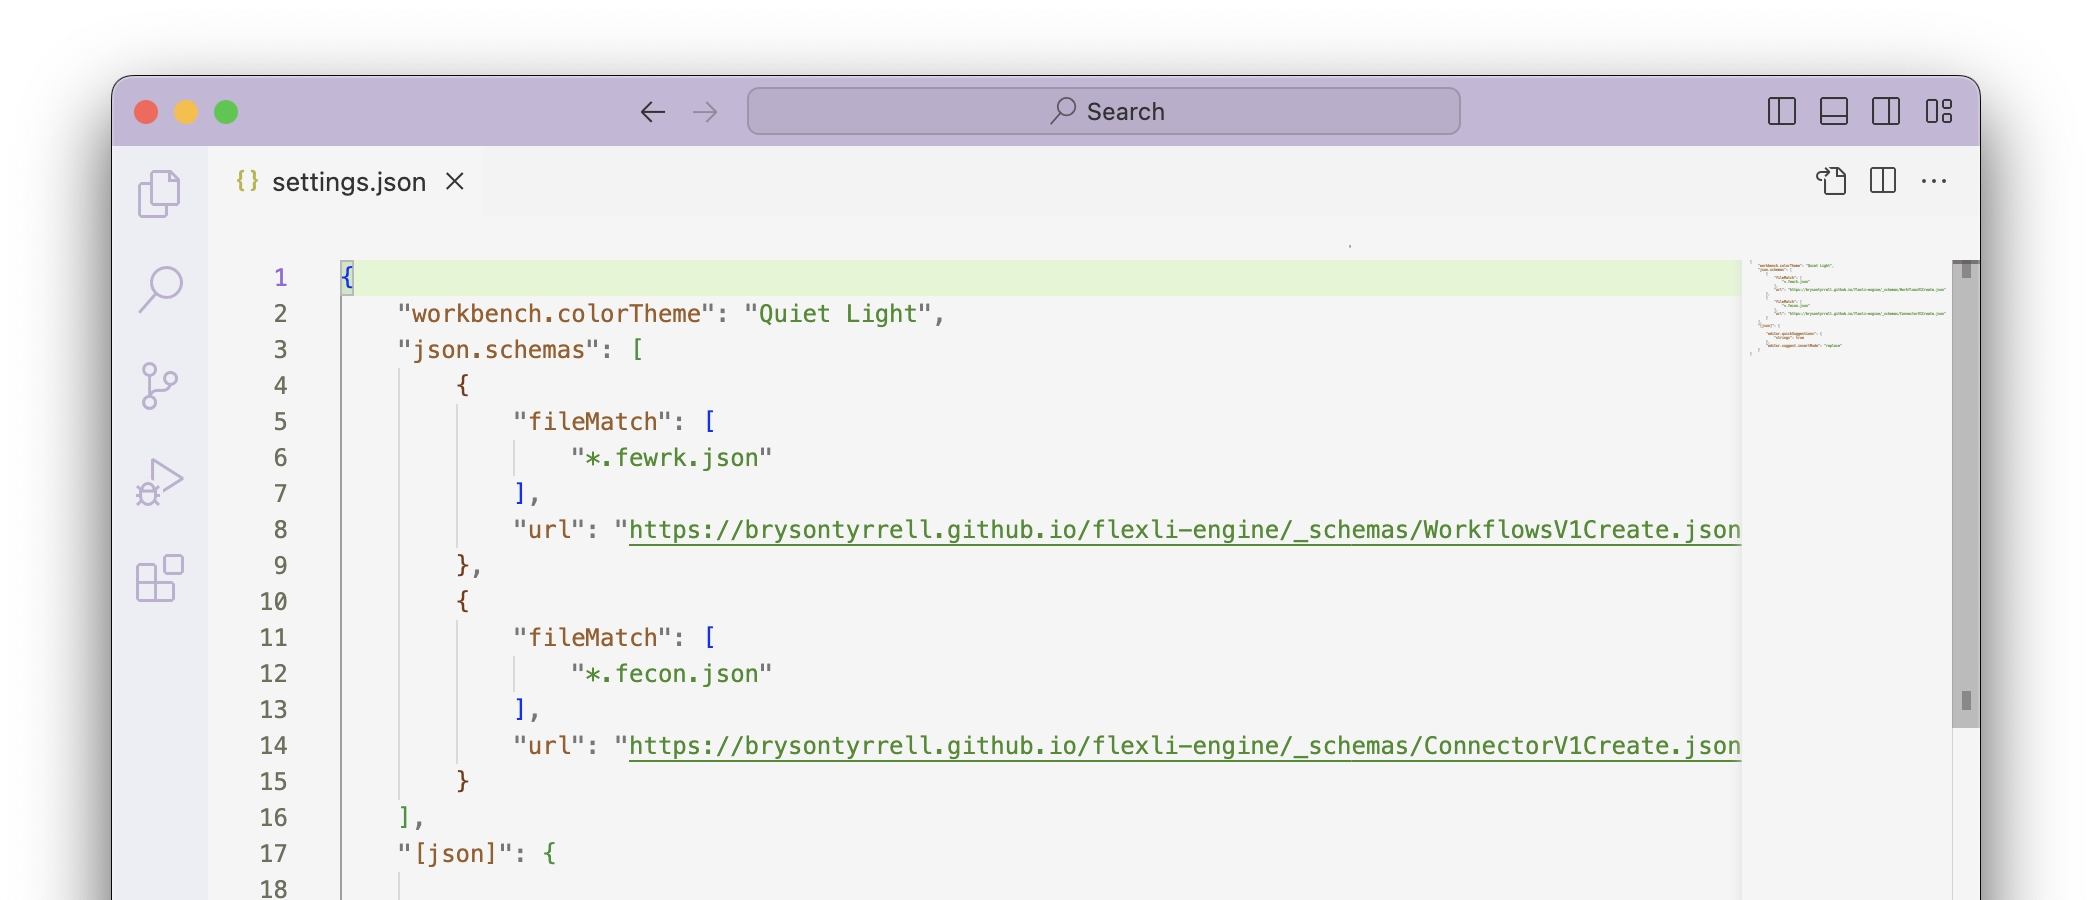 Search
{} settings.json
1 {
2 "workbench.colorTheme": "Quiet Light",
3 "json.schemas": [
4 {
5 "fileMatch": [
6 "*.fewrk.json"
7 ],
8 "url": "https://brysontyrrell.github.io/flexli-engine/_schemas/WorkflowsV1Create.json
9 },
10 {
11 "fileMatch": [
12 "*.fecon.json"
13 ],
14 "url": "https://brysontyrrell.github.io/flexli-engine/_schemas/ConnectorV1Create.json
15 }
16 ],
17 "[json]": {
18